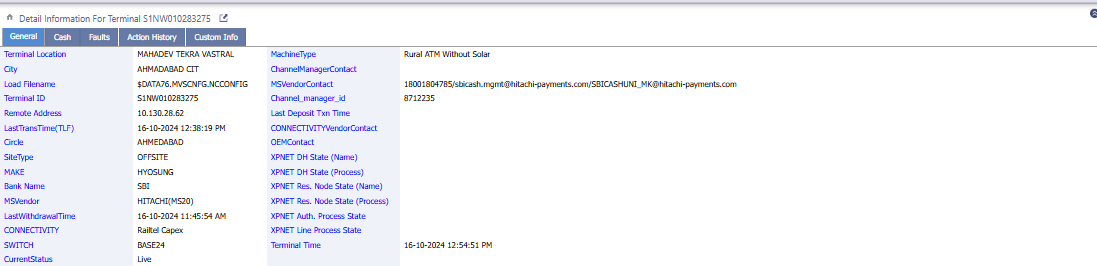 Detail Information For Terminal S1NW010283275
General Cash Faults Action History Custom Info
Terminal Location MAHADEV TEKRA VASTRAL MachineType Rural ATM Without Solar
City AHMADABAD CIT ChannelManagerContact
Load Filename $DATA76.MVSCNFG.NCCONFIG MSVendorContact 18001804785/sbicash.mgmt@hitachi-payments.com/SBICASHUNI_MK@hitachi-payments.com
Terminal ID S1NW010283275 Channel_manager_id 8712235
Remote Address 10.130.28.62 Last Deposit Txn Time
LastTransTime(TLF) 16-10-2024 12:38:19 PM CONNECTIVITYVendorContact
Circle AHMEDABAD OEMContact
SiteType OFFSITE XPNET DH State (Name)
MAKE HYOSUNG XPNET DH State (Process)
Bank Name SBI XPNET Res. Node State (Name)
MSVendor HITACHI(MS20) XPNET Res. Node State (Process)
LastWithdrawalTime 16-10-2024 11:45:54 AM XPNET Auth. Process State
CONNECTIVITY Railtel Capex XPNET Line Process State
SWITCH BASE24 Terminal Time 16-10-2024 12:54:51 PM
CurrentStatus Live